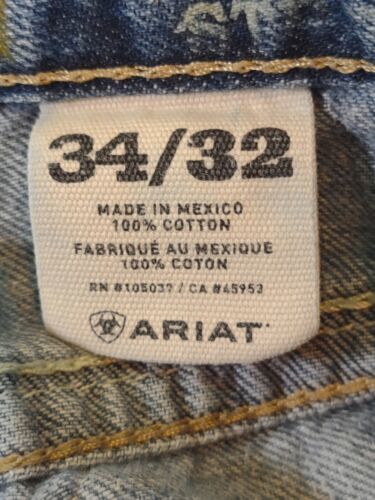 34/32
MADE IN MEXICO
100% COTTON
FABRIQUÉ AU MEXIQUE
100% COTON
RN #105037 / CA #45953
ARIAT